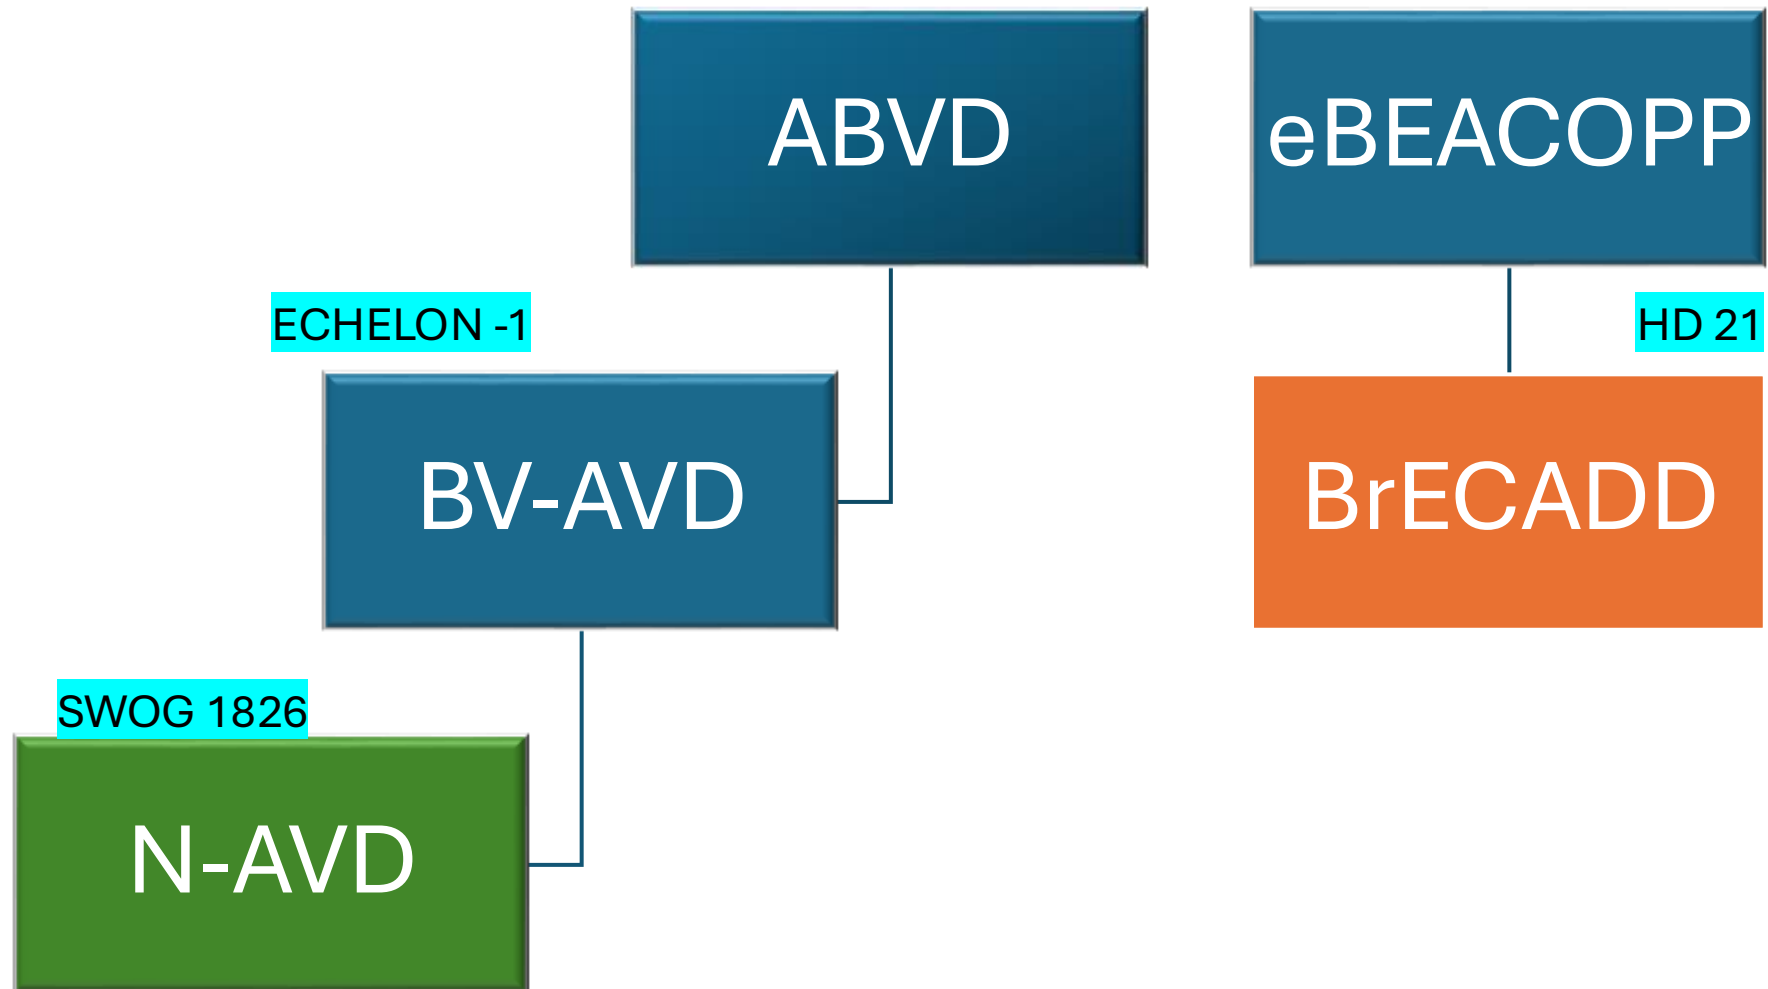 ABVD
eBEACOPP
ECHELON -1
HD 21
BV-AVD
BrECADD
SWOG 1826
N-AVD